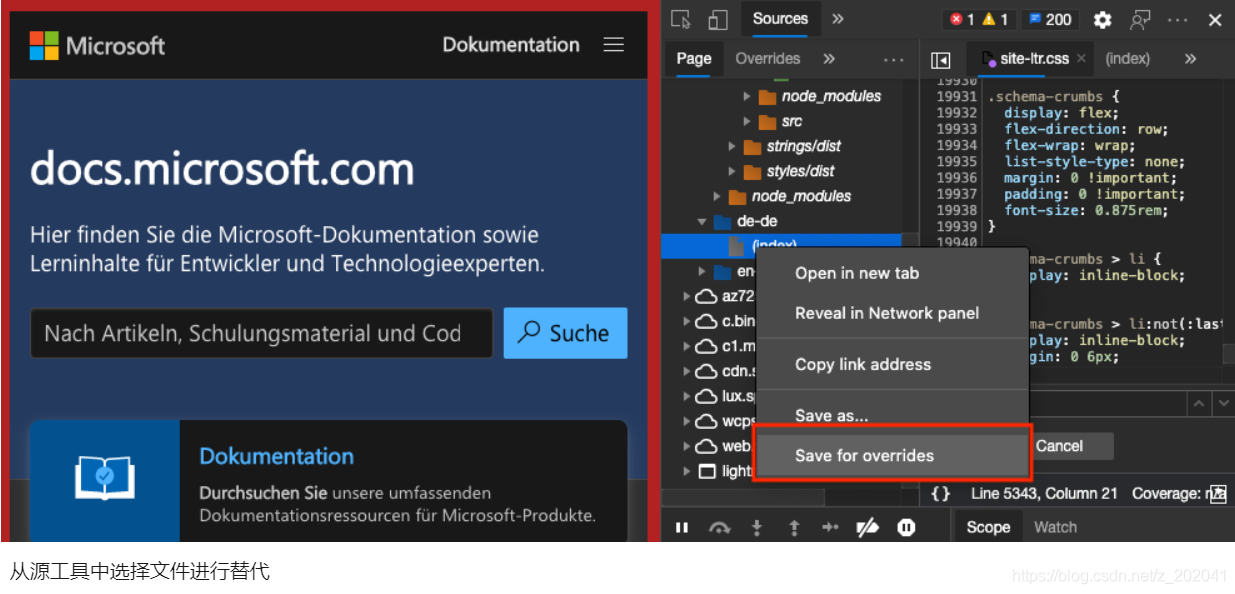 Microsoft
Dokumentation
docs.microsoft.com
Hier finden Sie die Microsoft-Dokumentation sowie
Lerninhalte für Entwickler und Technologieexperten.
Nach Artikeln, Schulungsmaterial und Cod
Suche
Dokumentation
Durchsuchen Sie unsere umfassenden
Dokumentationsressourcen für Microsoft-Produkte.
Sources » 1 1 200 ··· ×
Page Overrides » ···
node_modules
src
strings/dist
styles/dist
node_modules
de-de
(index)
en
az72
c.bin
c1.m
cdn.s
lux.sp
wcps
web.
light
Open in new tab
Reveal in Network panel
Copy link address
Save as...
Save for overrides
site-ltr.css × (index) »
19930
19931 .schema-crumbs {
19932 display: flex;
19933 flex-direction: row;
19934 flex-wrap: wrap;
19935 list-style-type: none;
19936 margin: 0 !important;
19937 padding: 0 !important;
19938 font-size: 0.875rem;
19939 }
19940
ma-crumbs > li {
play: inline-block;
ma-crumbs > li:not(:last
play: inline-block;
gin: 0 6px;
Cancel
{} Line 5343, Column 21 Coverage: n/a
Scope Watch
从源工具中选择文件进行替代
https://blog.csdn.net/z_202041